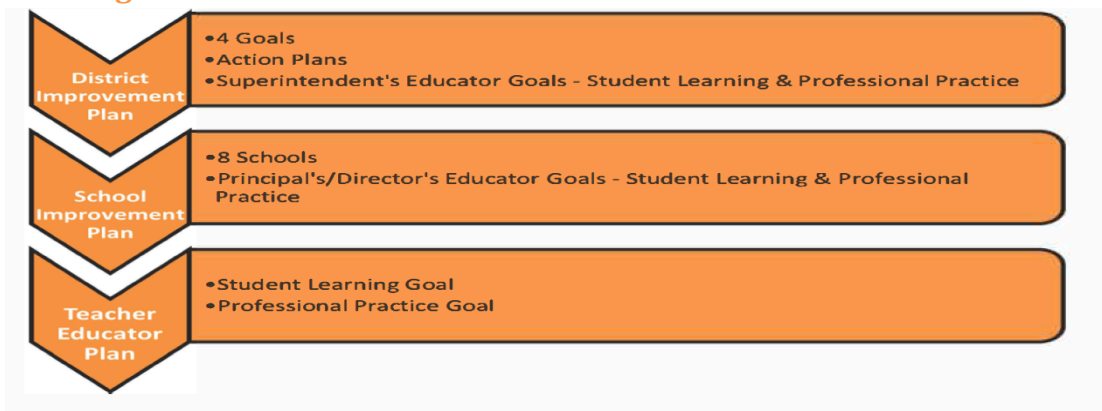 District
Improvement
Plan
•4 Goals
•Action Plans
•Superintendent's Educator Goals - Student Learning & Professional Practice
School
Improvement
Plan
•8 Schools
•Principal's/Director's Educator Goals - Student Learning & Professional
Practice
Teacher
Educator
Plan
•Student Learning Goal
•Professional Practice Goal